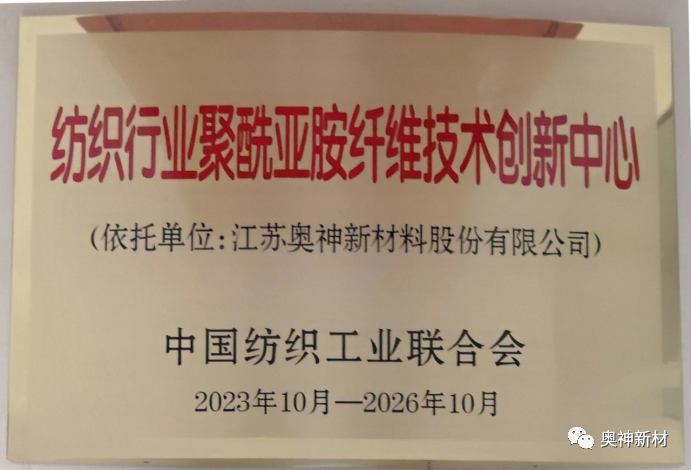 纺织行业聚酰亚胺纤维技术创新中心
(依托单位:江苏奥神新材料股份有限公司)
中国纺织工业联合会
2023年10月—2026年10月
奥神新材